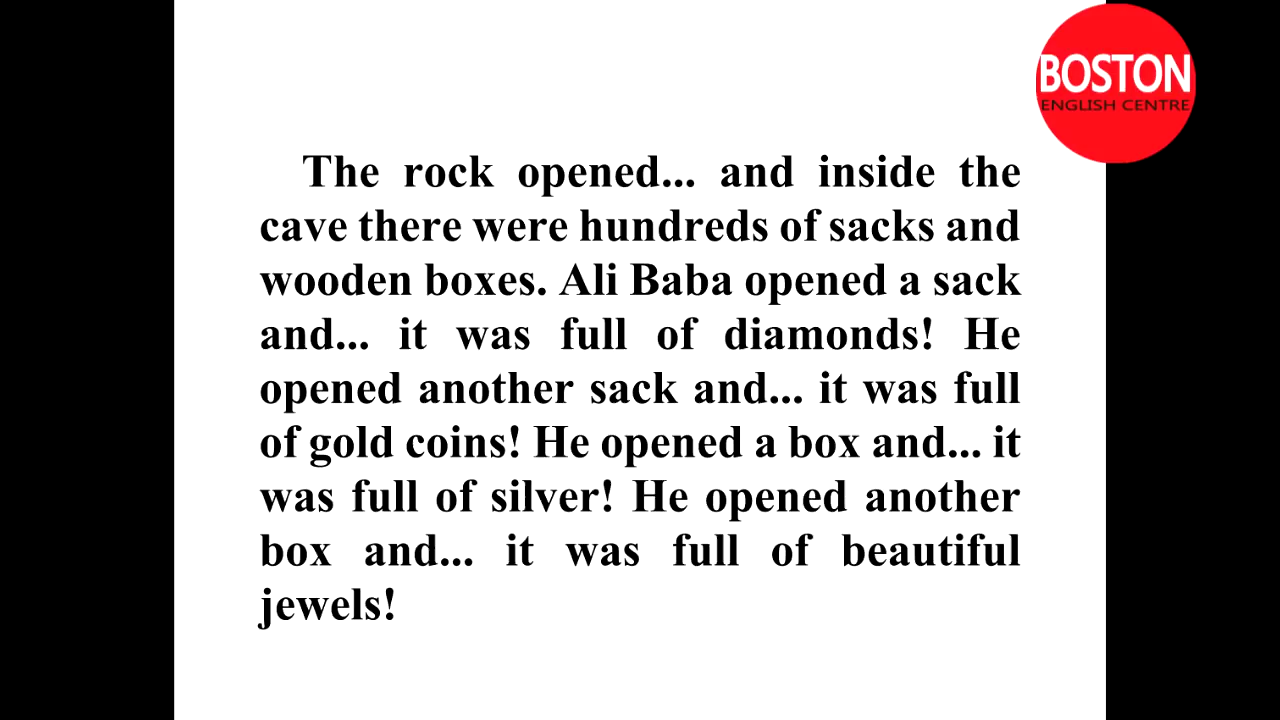 BOSTON
ENGLISH CENTRE
The rock opened... and inside the
cave there were hundreds of sacks and
wooden boxes. Ali Baba opened a sack
and... it was full of diamonds! He
opened another sack and... it was full
of gold coins! He opened a box and... it
was full of silver! He opened another
box and... it was full of beautiful
jewels!